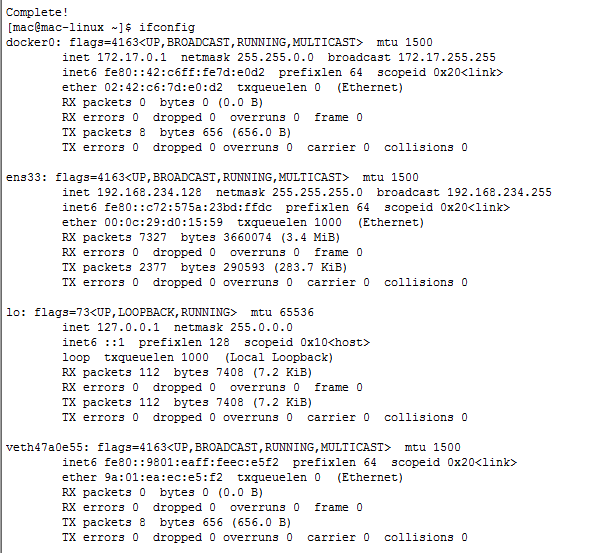 Complete!
[mac@mac-linux ~]$ ifconfig
docker0: flags=4163<UP,BROADCAST,RUNNING,MULTICAST>  mtu 1500
        inet 172.17.0.1  netmask 255.255.0.0  broadcast 172.17.255.255
        inet6 fe80::42:c6ff:fe7d:e0d2  prefixlen 64  scopeid 0x20<link>
        ether 02:42:c6:7d:e0:d2  txqueuelen 0  (Ethernet)
        RX packets 0  bytes 0 (0.0 B)
        RX errors 0  dropped 0  overruns 0  frame 0
        TX packets 8  bytes 656 (656.0 B)
        TX errors 0  dropped 0 overruns 0  carrier 0  collisions 0

ens33: flags=4163<UP,BROADCAST,RUNNING,MULTICAST>  mtu 1500
        inet 192.168.234.128  netmask 255.255.255.0  broadcast 192.168.234.255
        inet6 fe80::c72:575a:23bd:ffdc  prefixlen 64  scopeid 0x20<link>
        ether 00:0c:29:d0:15:59  txqueuelen 1000  (Ethernet)
        RX packets 7327  bytes 3660074 (3.4 MiB)
        RX errors 0  dropped 0  overruns 0  frame 0
        TX packets 2377  bytes 290593 (283.7 KiB)
        TX errors 0  dropped 0 overruns 0  carrier 0  collisions 0

lo: flags=73<UP,LOOPBACK,RUNNING>  mtu 65536
        inet 127.0.0.1  netmask 255.0.0.0
        inet6 ::1  prefixlen 128  scopeid 0x10<host>
        loop  txqueuelen 1000  (Local Loopback)
        RX packets 112  bytes 7408 (7.2 KiB)
        RX errors 0  dropped 0  overruns 0  frame 0
        TX packets 112  bytes 7408 (7.2 KiB)
        TX errors 0  dropped 0 overruns 0  carrier 0  collisions 0

veth47a0e55: flags=4163<UP,BROADCAST,RUNNING,MULTICAST>  mtu 1500
        inet6 fe80::9801:eaff:feec:e5f2  prefixlen 64  scopeid 0x20<link>
        ether 9a:01:ea:ec:e5:f2  txqueuelen 0  (Ethernet)
        RX packets 0  bytes 0 (0.0 B)
        RX errors 0  dropped 0  overruns 0  frame 0
        TX packets 8  bytes 656 (656.0 B)
        TX errors 0  dropped 0 overruns 0  carrier 0  collisions 0